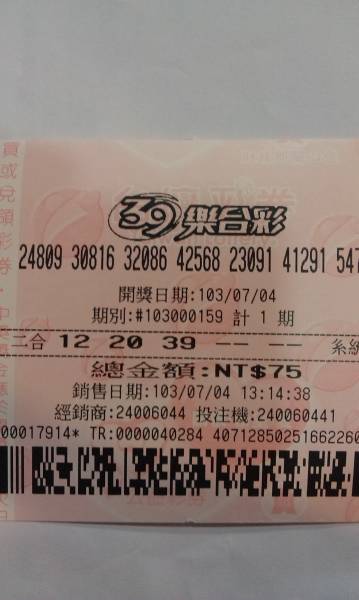 39樂合彩
24809 30816 32086 42568 23091 41291 547
開獎日期:103/07/04
期別:#103000159 計 1 期
二合 12 20 39 -- -- 系統
總金額:NT$75
銷售日期:103/07/04 13:14:38
經銷商:24006044 投注機:240060441
00017914* TR:0000040284 40712850251662260